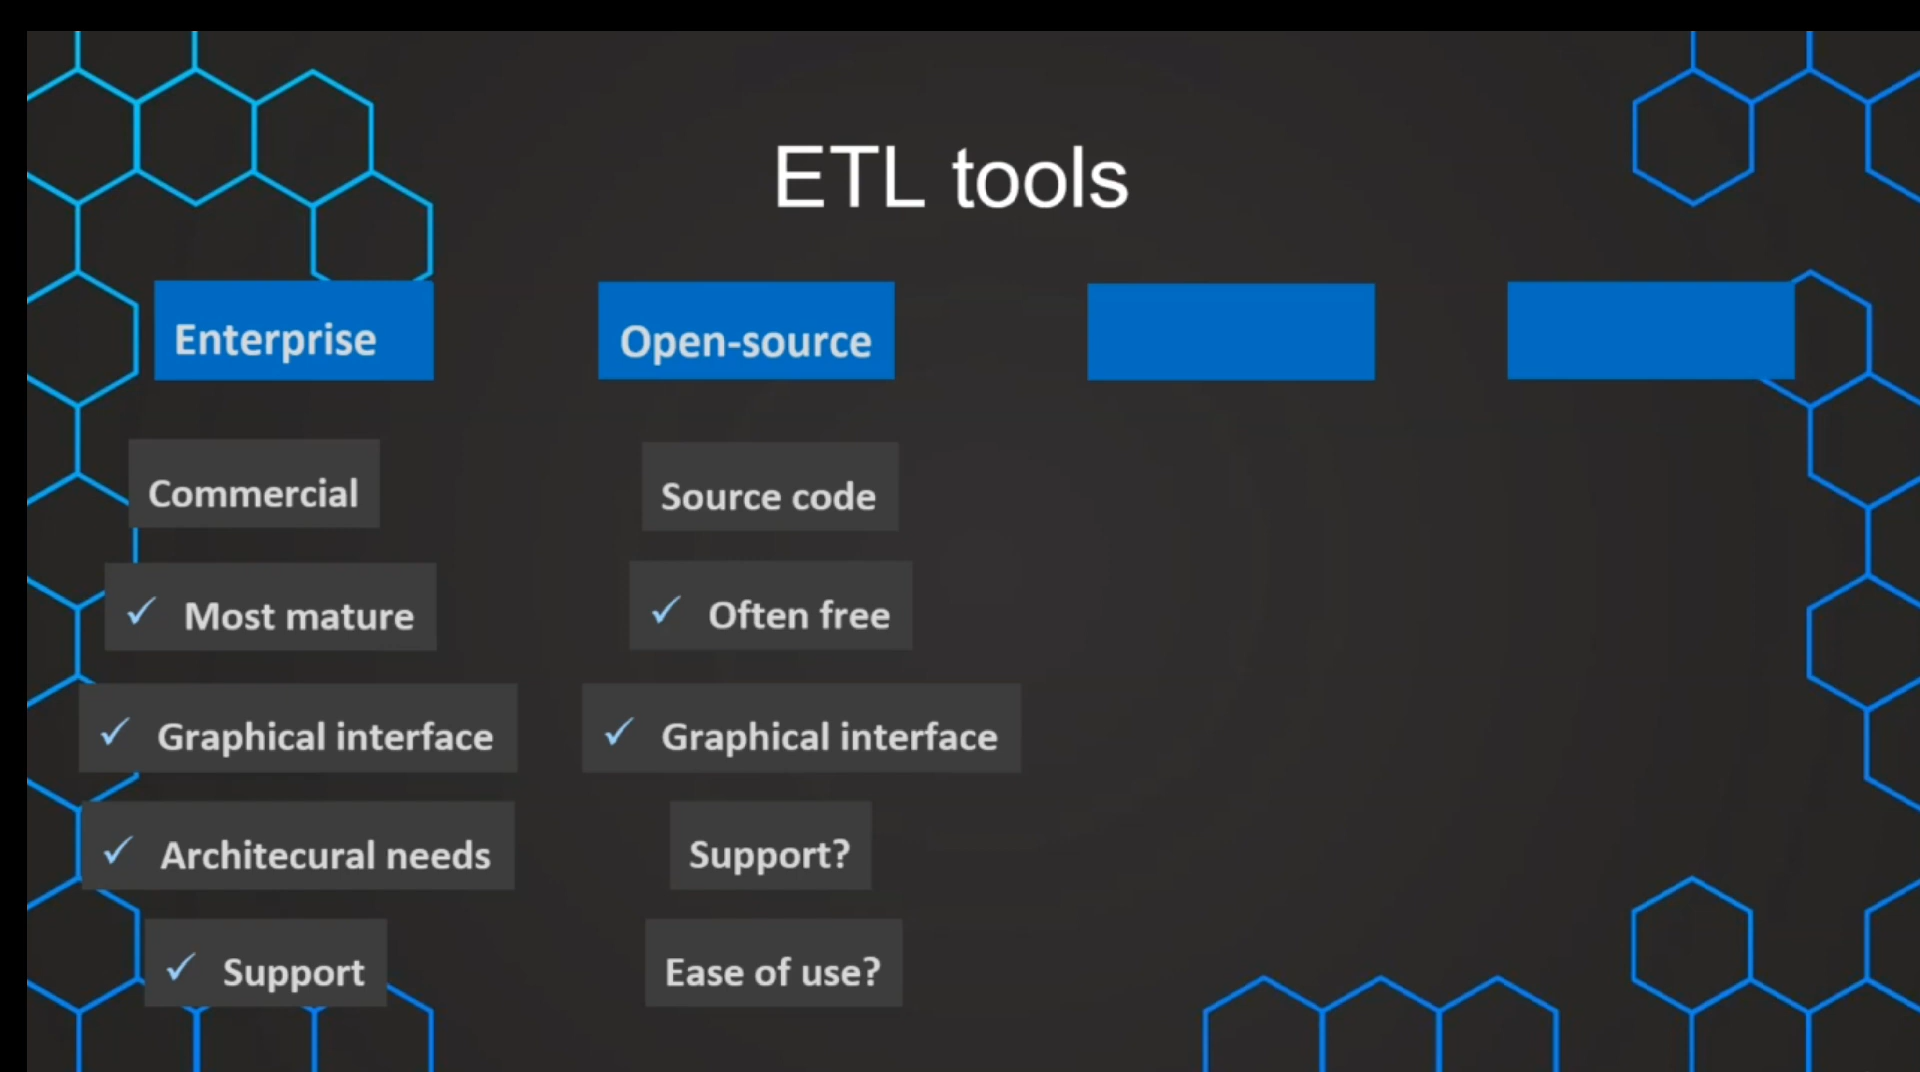 ETL tools
Enterprise
Commercial
✓ Most mature
✓ Graphical interface
✓ Architecural needs
✓ Support
Open-source
Source code
✓ Often free
✓ Graphical interface
Support?
Ease of use?